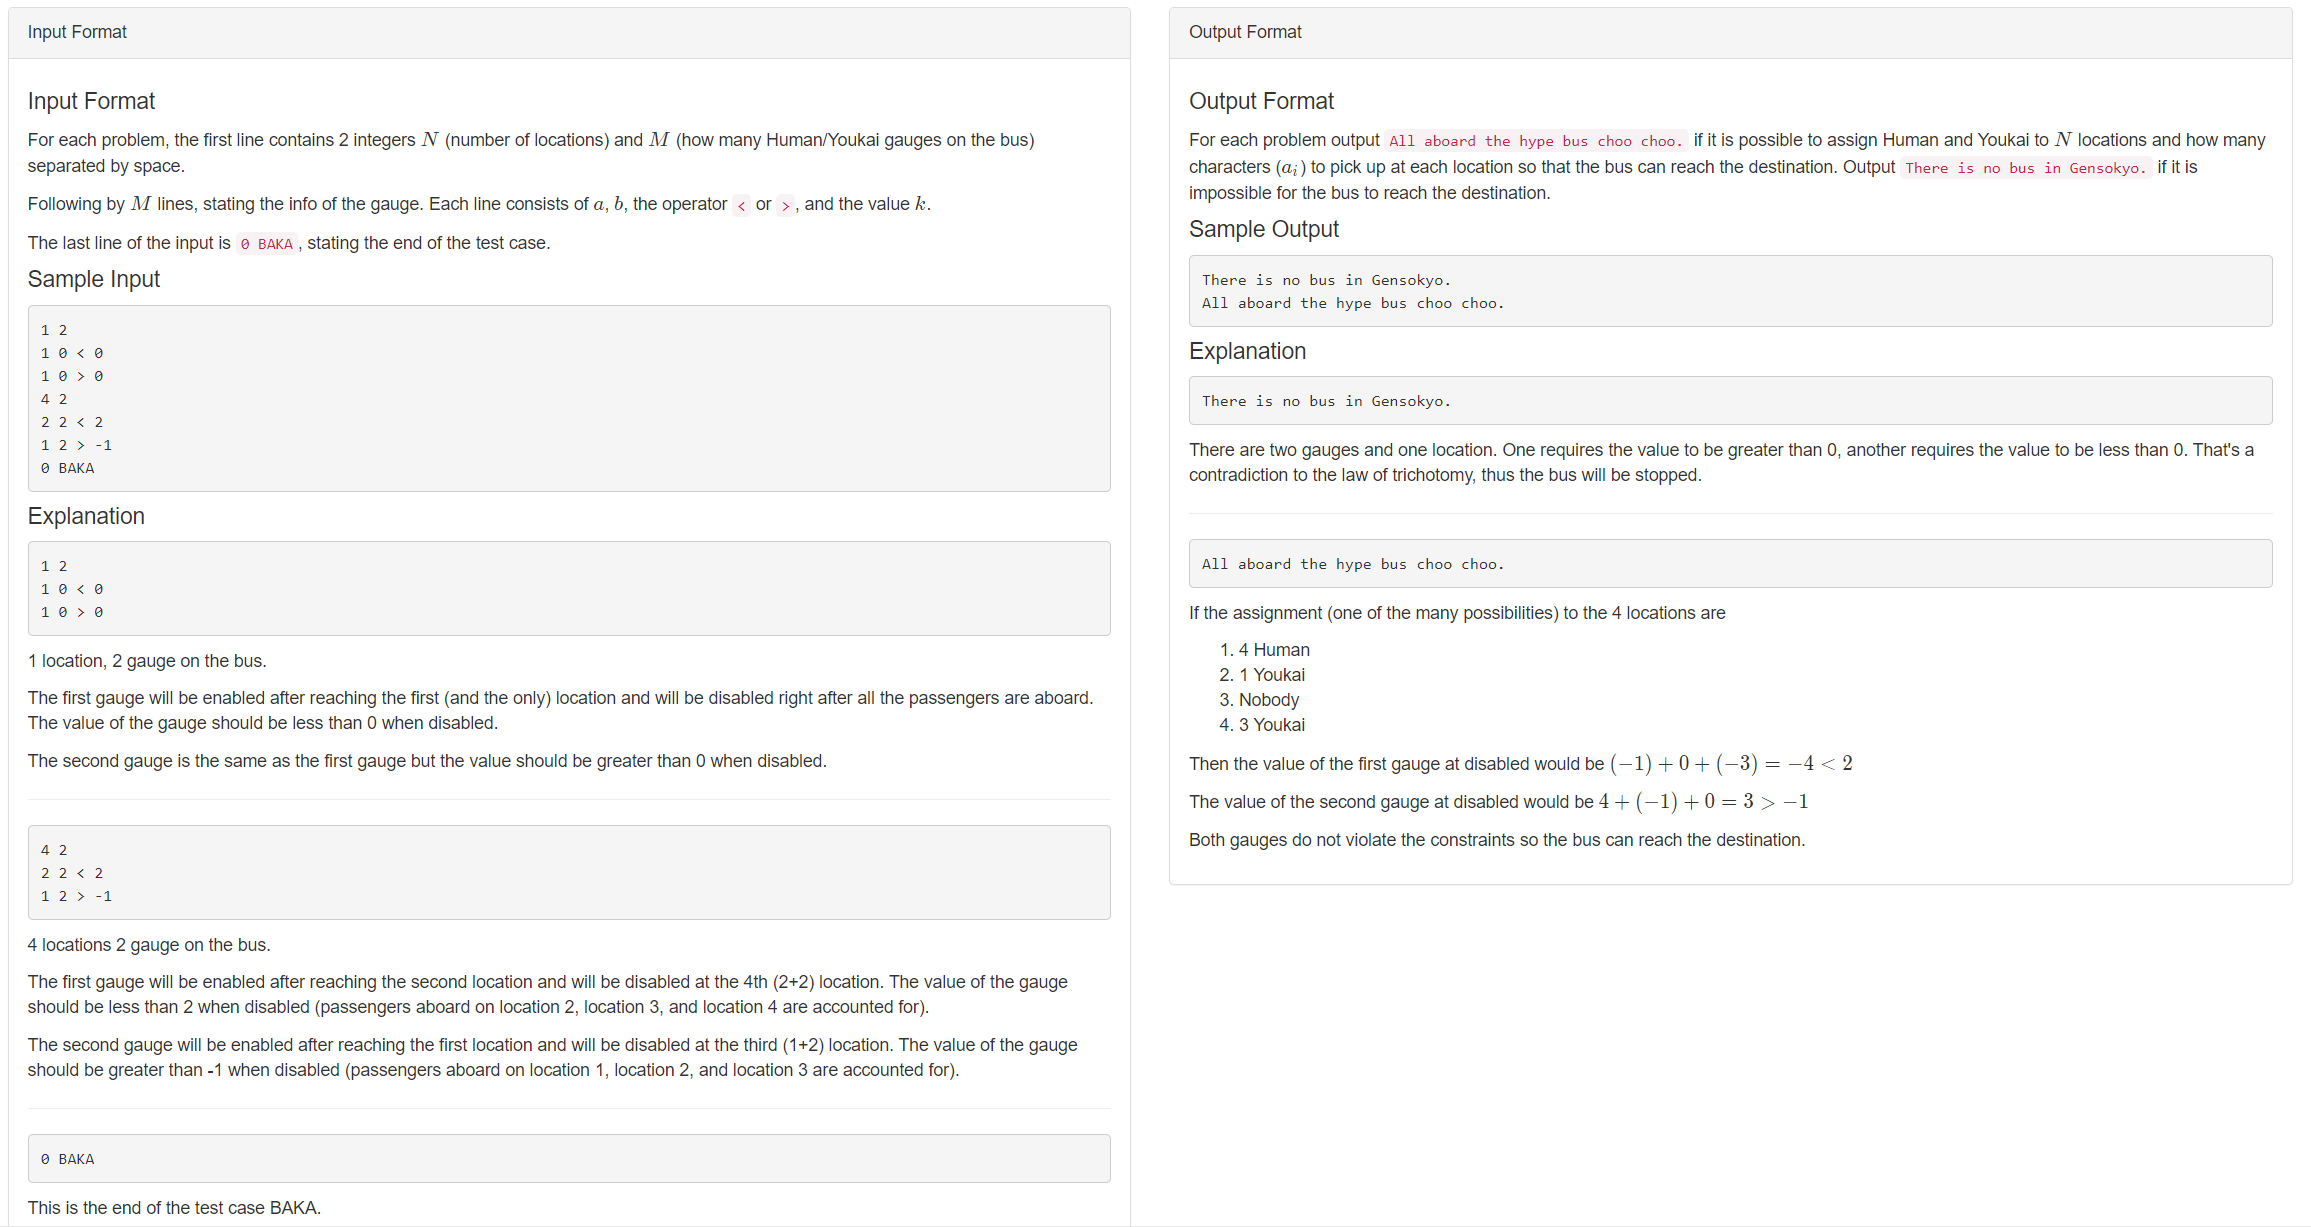 Input Format
Input Format
For each problem, the first line contains 2 integers N (number of locations) and M (how many Human/Youkai gauges on the bus)
separated by space.
Following by M lines, stating the info of the gauge. Each line consists of a, b, the operator < or >, and the value k.
The last line of the input is 0 BAKA, stating the end of the test case.
Sample Input
1 2
1 0 < 0
1 0 > 0
4 2
2 2 < 2
1 2 > -1
0 BAKA
Explanation
1 2
1 0 < 0
1 0 > 0
1 location, 2 gauge on the bus.
The first gauge will be enabled after reaching the first (and the only) location and will be disabled right after all the passengers are aboard.
The value of the gauge should be less than 0 when disabled.
The second gauge is the same as the first gauge but the value should be greater than 0 when disabled.
4 2
2 2 < 2
1 2 > -1
4 locations 2 gauge on the bus.
The first gauge will be enabled after reaching the second location and will be disabled at the 4th (2+2) location. The value of the gauge
should be less than 2 when disabled (passengers aboard on location 2, location 3, and location 4 are accounted for).
The second gauge will be enabled after reaching the first location and will be disabled at the third (1+2) location. The value of the gauge
should be greater than -1 when disabled (passengers aboard on location 1, location 2, and location 3 are accounted for).
0 BAKA
This is the end of the test case BAKA.
Output Format
Output Format
For each problem output All aboard the hype bus choo choo. if it is possible to assign Human and Youkai to N locations and how many
characters (a_i) to pick up at each location so that the bus can reach the destination. Output There is no bus in Gensokyo. if it is
impossible for the bus to reach the destination.
Sample Output
There is no bus in Gensokyo.
All aboard the hype bus choo choo.
Explanation
There is no bus in Gensokyo.
There are two gauges and one location. One requires the value to be greater than 0, another requires the value to be less than 0. That's a
contradiction to the law of trichotomy, thus the bus will be stopped.
All aboard the hype bus choo choo.
If the assignment (one of the many possibilities) to the 4 locations are
1. 4 Human
2. 1 Youkai
3. Nobody
4. 3 Youkai
Then the value of the first gauge at disabled would be (−1) + 0 + (−3) = −4 < 2
The value of the second gauge at disabled would be 4 + (−1) + 0 = 3 > −1
Both gauges do not violate the constraints so the bus can reach the destination.